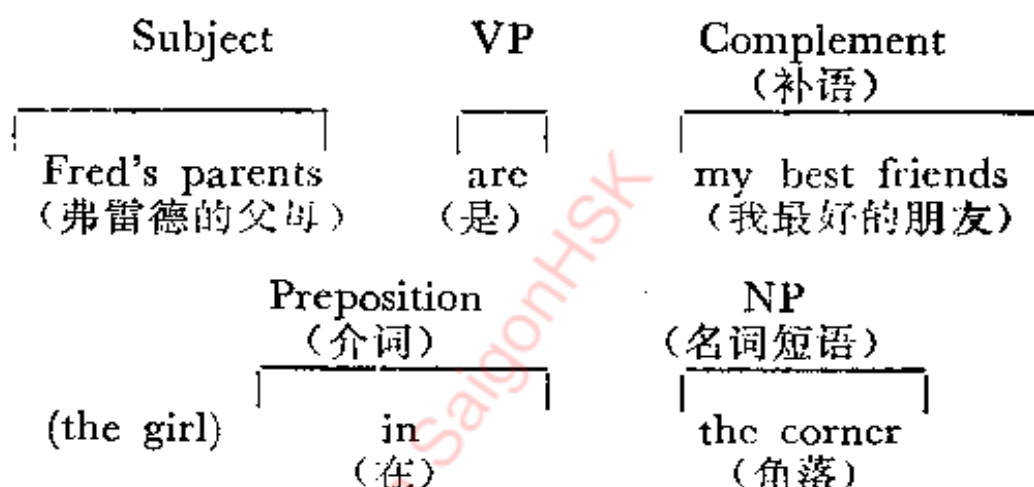 Subject VP Complement
（补语）
Fred's parents are my best friends
（弗雷德的父母） （是） （我最好的朋友）
Preposition NP
（介词） （名词短语）
(the girl) in the corner
（在） （角落）
SaigonHSK